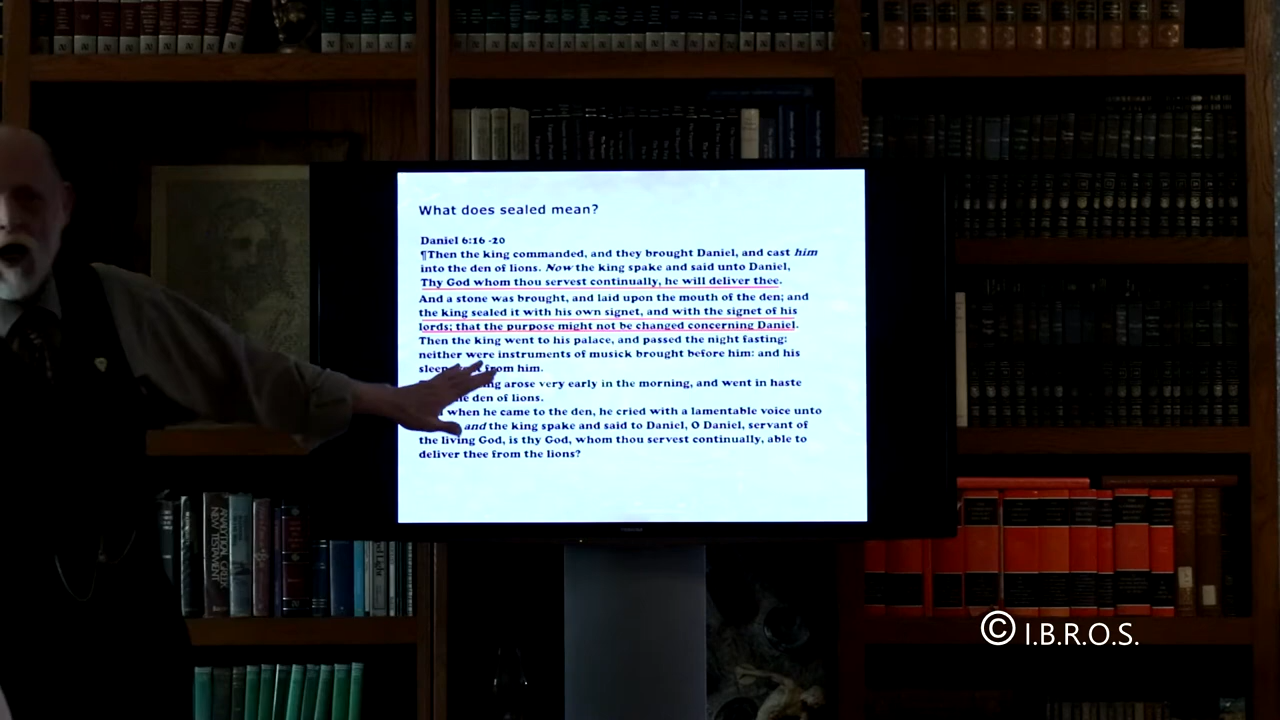 What does sealed mean?
Daniel 6:16 -20
¶Then the king commanded, and they brought Daniel, and cast him
into the den of lions. Now the king spake and said unto Daniel,
Thy God whom thou servest continually, he will deliver thee.
And a stone was brought, and laid upon the mouth of the den; and
the king sealed it with his own signet, and with the signet of his
lords; that the purpose might not be changed concerning Daniel.
Then the king went to his palace, and passed the night fasting:
neither were instruments of musick brought before him: and his
sleep from him.
arose very early in the morning, and went in haste
den of lions.
when he came to the den, he cried with a lamentable voice unto
and the king spake and said to Daniel, O Daniel, servant of
the living God, is thy God, whom thou servest continually, able to
deliver thee from the lions?
ANALYTICAL GREEK
NEW TESTAMENT
© I.B.R.O.S.